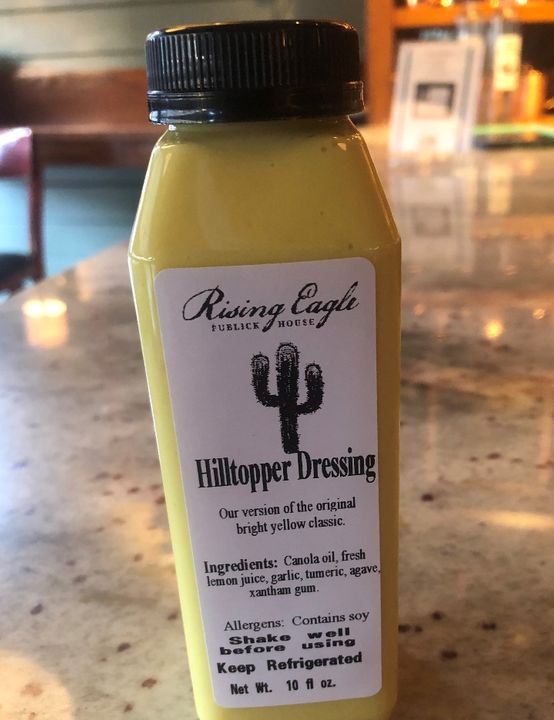 Rising Eagle
PUBLICK HOUSE
Hilltopper Dressing
Our version of the original
bright yellow classic.
Ingredients: Canola oil, fresh
lemon juice, garlic, tumeric, agave,
xantham gum.
Allergens: Contains soy
Shake well
before using
Keep Refrigerated
Net Wt. 10 fl oz.